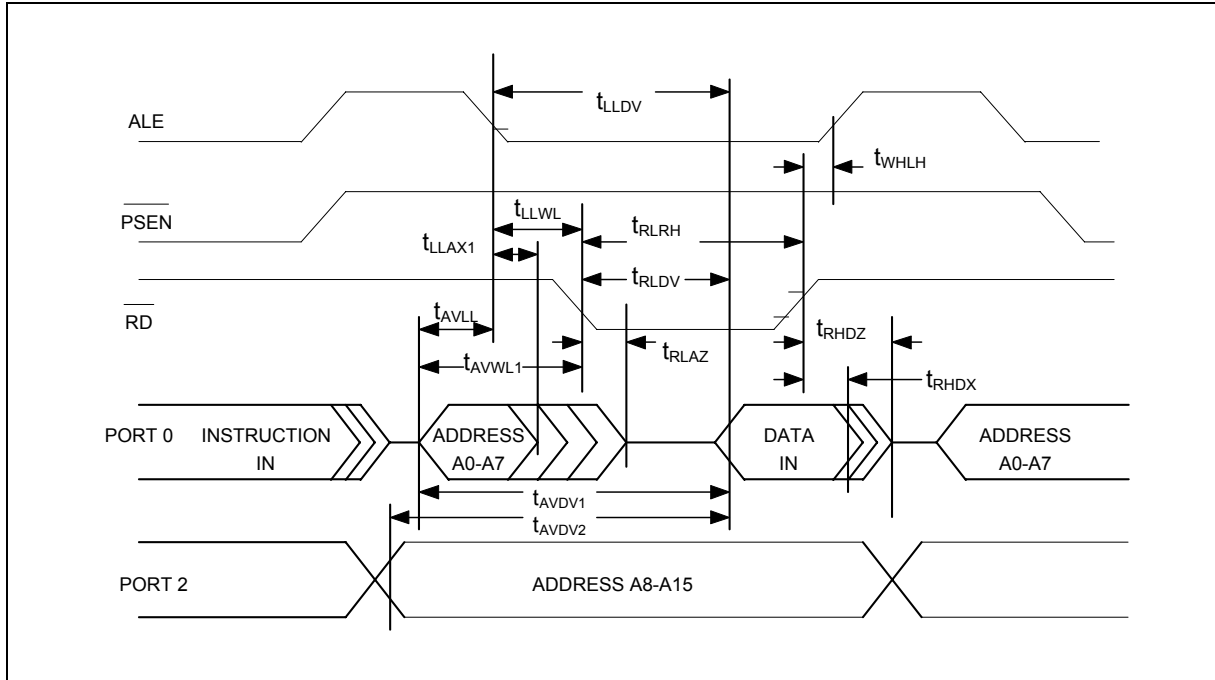 tLLDV
ALE
tWHLH
PSEN
tLLWL
tRLRH
tLLAX1
tRLDV
RD
tAVLL
tRHDZ
tRLAZ
tAVWL1
tRHDX
PORT 0
INSTRUCTION
IN
ADDRESS
A0-A7
DATA
IN
ADDRESS
A0-A7
tAVDV1
tAVDV2
PORT 2
ADDRESS A8-A15